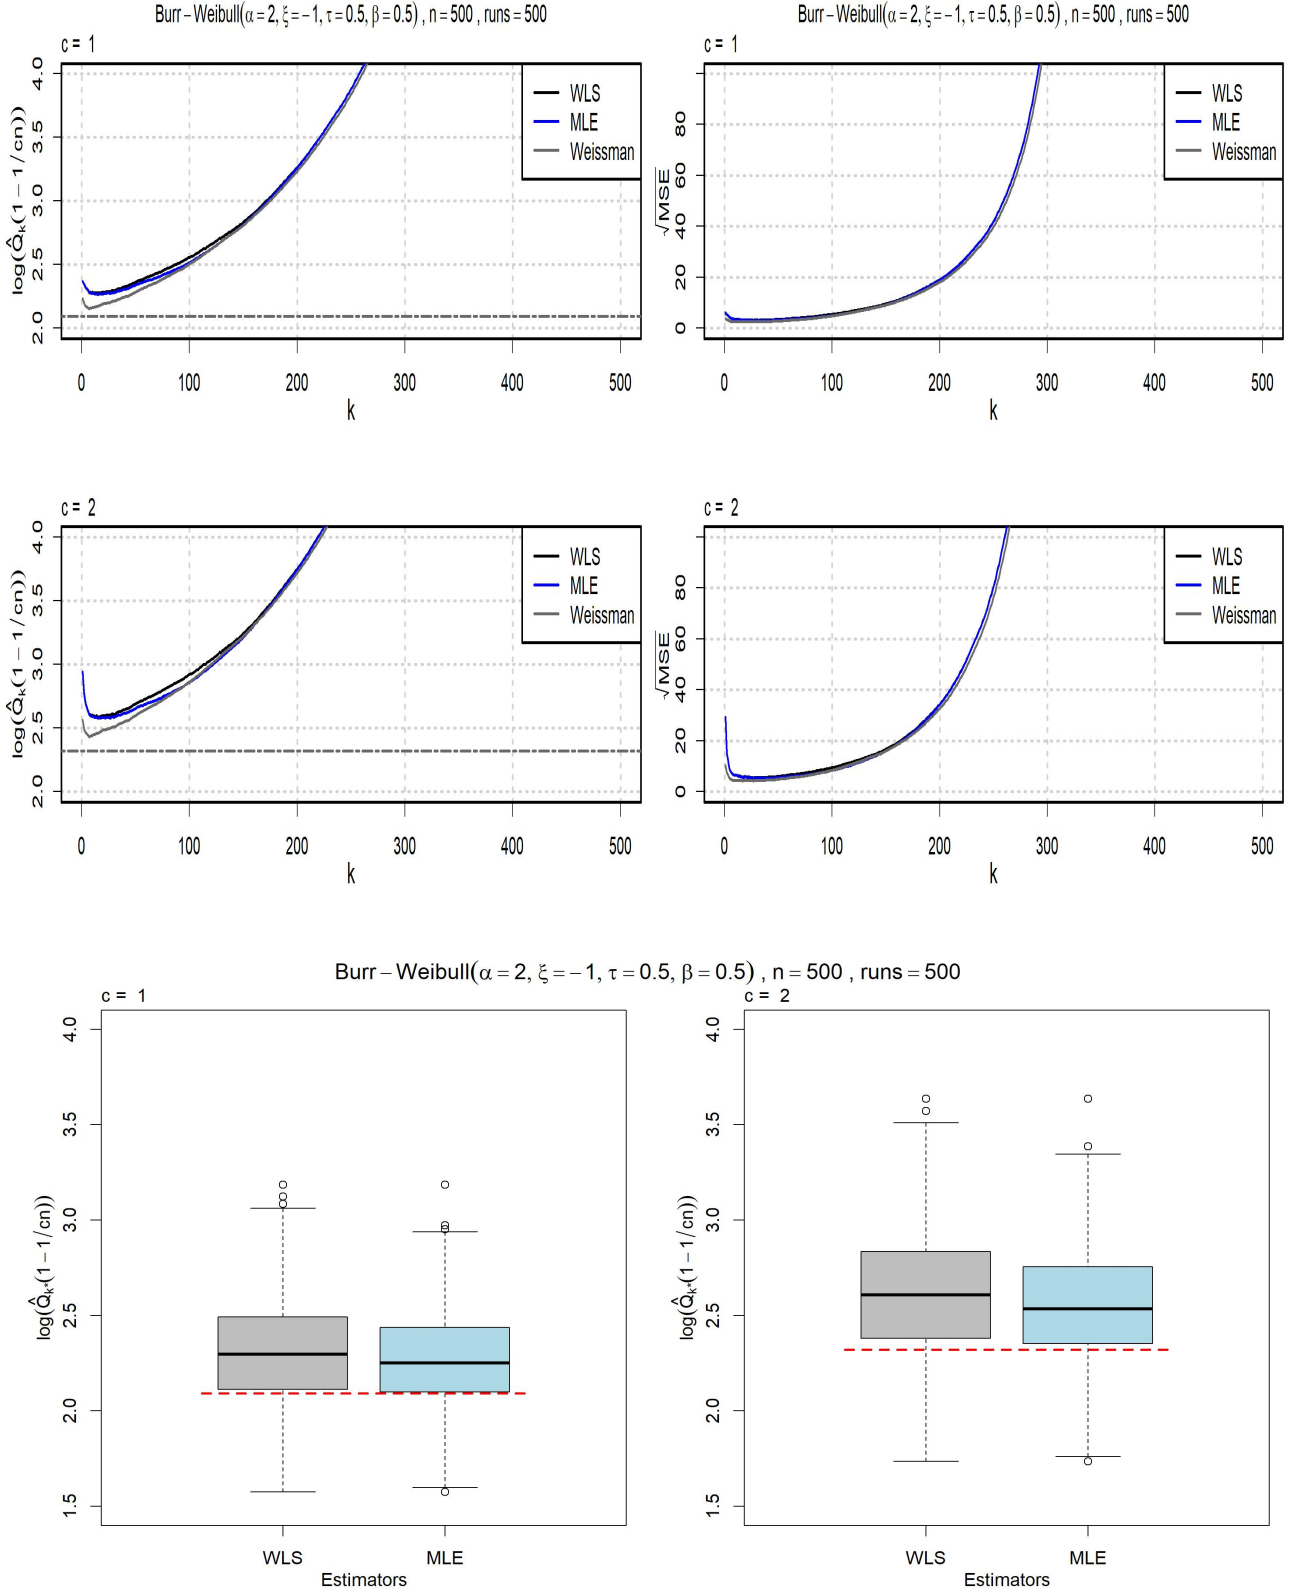 Burr−Weibull(α = 2, ξ = −1, τ = 0.5, β = 0.5) , n = 500 , runs = 500
c = 1
log(Q̂k(1 − 1/cn))
4.0
3.5
3.0
2.5
2.0
WLS
MLE
Weissman
0 100 200 300 400 500
k
Burr−Weibull(α = 2, ξ = −1, τ = 0.5, β = 0.5) , n = 500 , runs = 500
c = 1
√MSE
80
60
40
20
0
WLS
MLE
Weissman
0 100 200 300 400 500
k
c = 2
log(Q̂k(1 − 1/cn))
4.0
3.5
3.0
2.5
2.0
WLS
MLE
Weissman
0 100 200 300 400 500
k
c = 2
√MSE
80
60
40
20
0
WLS
MLE
Weissman
0 100 200 300 400 500
k
Burr − Weibull(α = 2, ξ = −1, τ = 0.5, β = 0.5) , n = 500 , runs = 500
c = 1
log(Q̂k*(1 − 1/cn))
4.0
3.5
3.0
2.5
2.0
1.5
WLS MLE
Estimators
c = 2
log(Q̂k*(1 − 1/cn))
4.0
3.5
3.0
2.5
2.0
1.5
WLS MLE
Estimators